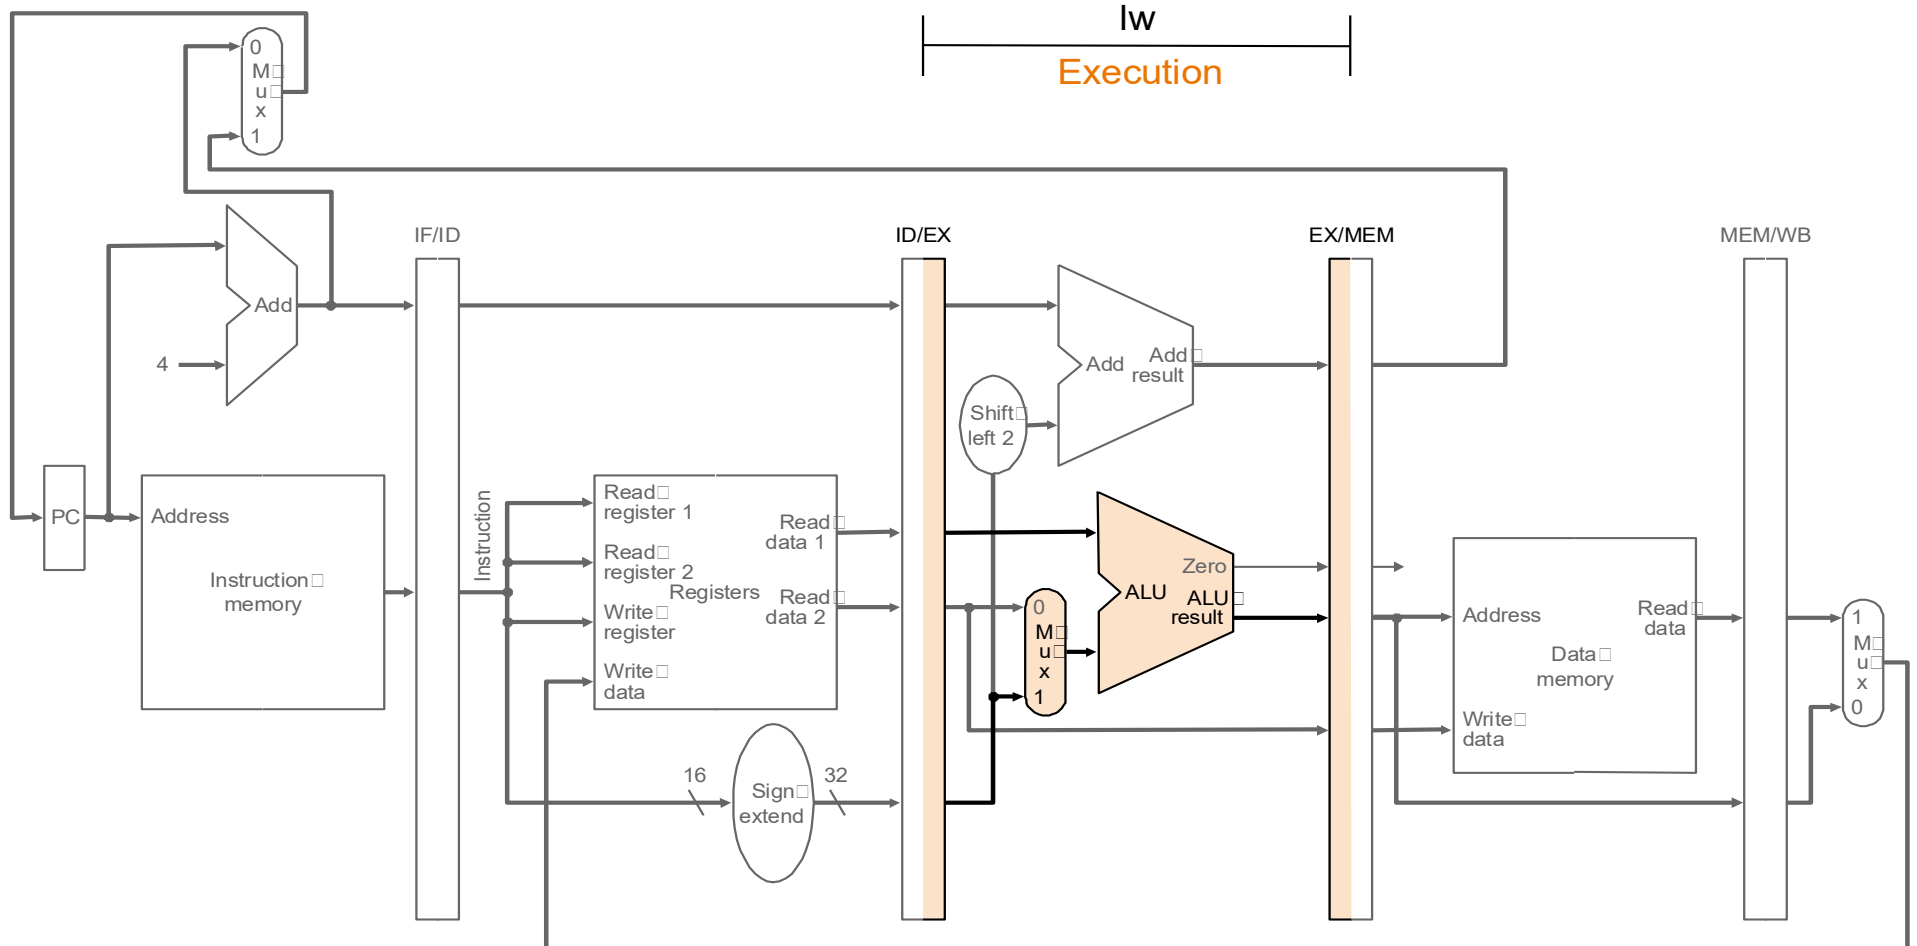 lw
Execution
0
M
u
x
1
IF/ID
ID/EX
EX/MEM
MEM/WB
Add
4
Add
Add
result
Shift
left 2
PC
Address
Instruction
memory
Instruction
Read
register 1
Read
register 2
Write
register
Write
data
Registers
Read
data 1
Read
data 2
16
Sign
extend
32
0
M
u
x
1
ALU
Zero
ALU
result
Address
Write
data
Data
memory
Read
data
1
M
u
x
0